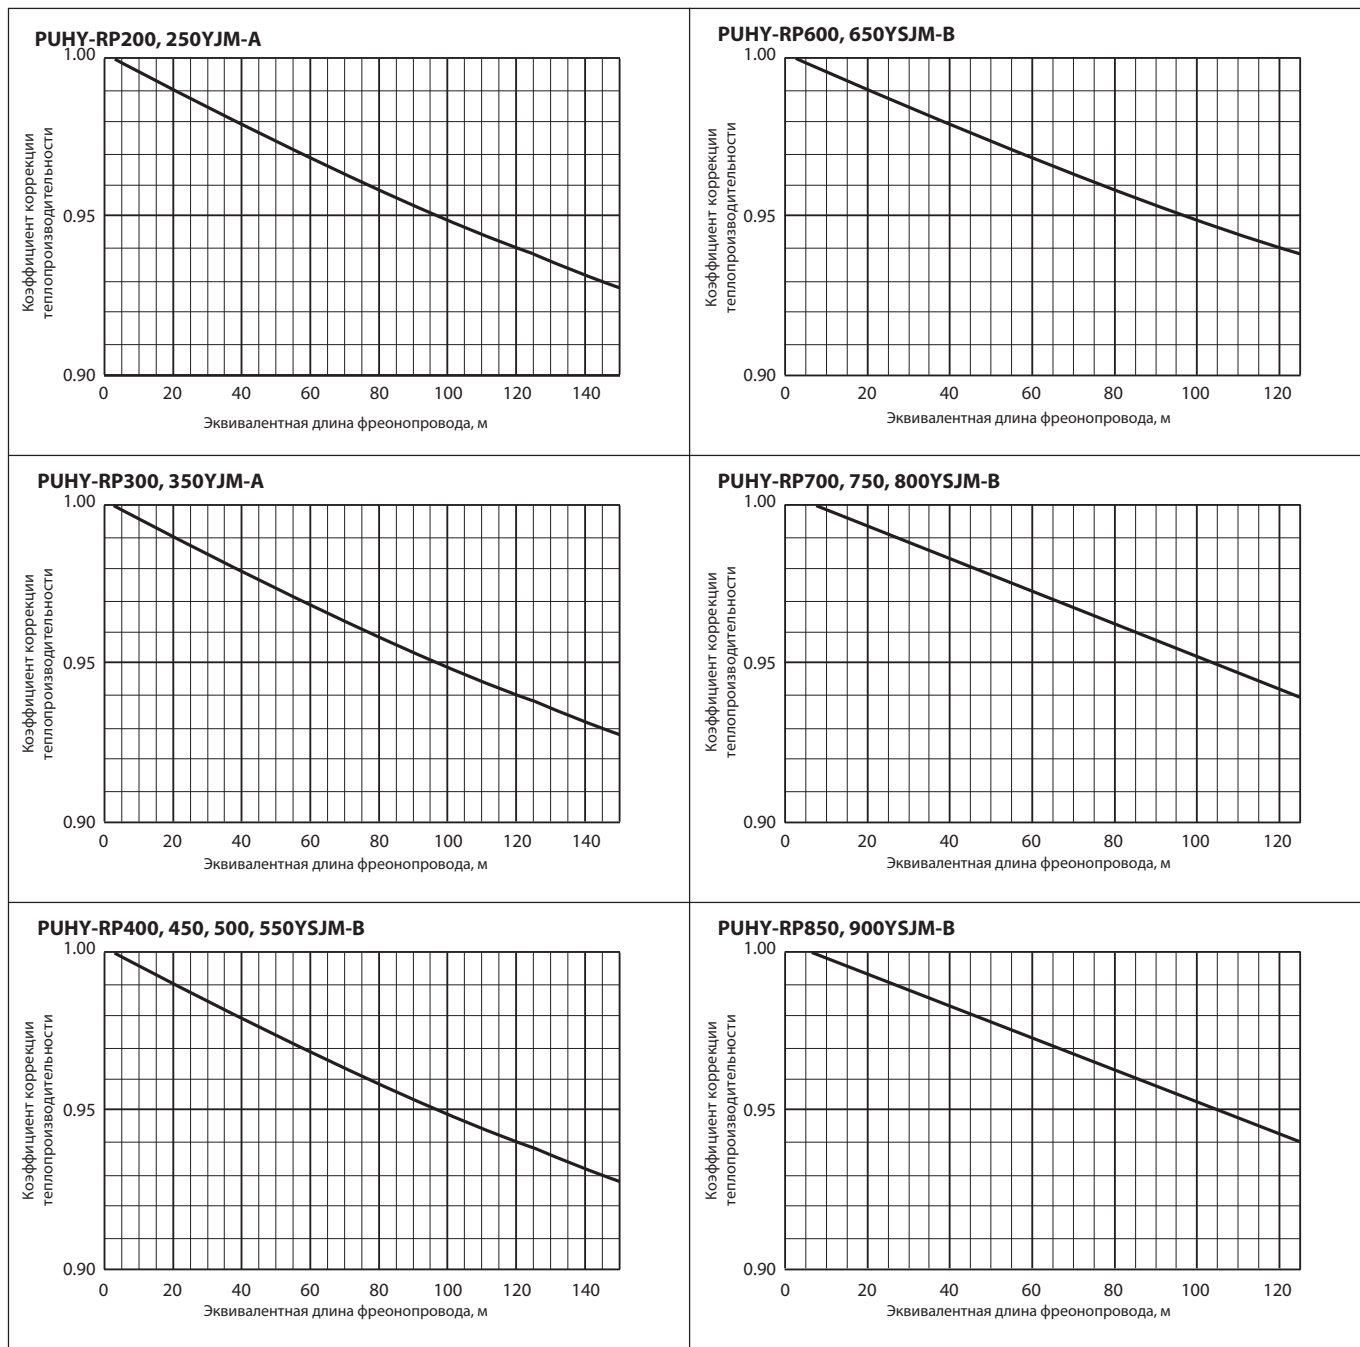 PUHY-RP200, 250YJM-A
1.00
0.95
0.90
Коэффициент коррекции
теплопроизводительности
0 20 40 60 80 100 120 140
Эквивалентная длина фреонопровода, м
PUHY-RP600, 650YSJM-B
1.00
0.95
0.90
Коэффициент коррекции
теплопроизводительности
0 20 40 60 80 100 120
Эквивалентная длина фреонопровода, м
PUHY-RP300, 350YJM-A
1.00
0.95
0.90
Коэффициент коррекции
теплопроизводительности
0 20 40 60 80 100 120 140
Эквивалентная длина фреонопровода, м
PUHY-RP700, 750, 800YSJM-B
1.00
0.95
0.90
Коэффициент коррекции
теплопроизводительности
0 20 40 60 80 100 120
Эквивалентная длина фреонопровода, м
PUHY-RP400, 450, 500, 550YSJM-B
1.00
0.95
0.90
Коэффициент коррекции
теплопроизводительности
0 20 40 60 80 100 120 140
Эквивалентная длина фреонопровода, м
PUHY-RP850, 900YSJM-B
1.00
0.95
0.90
Коэффициент коррекции
теплопроизводительности
0 20 40 60 80 100 120
Эквивалентная длина фреонопровода, м